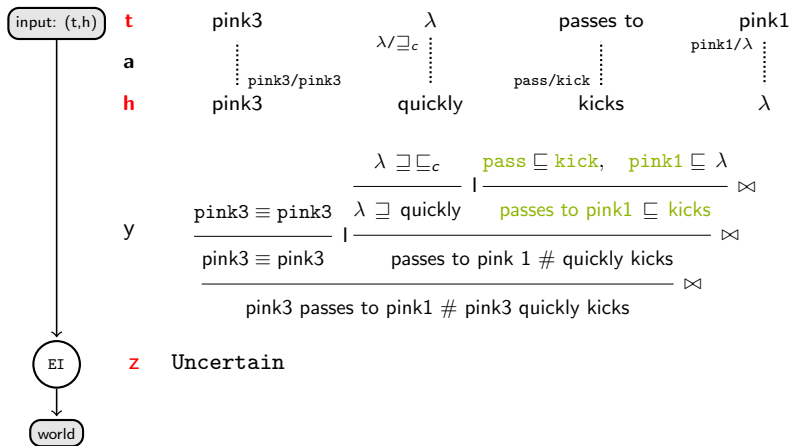 input: (t,h) t pink3 λ passes to pink1
λ/⊒c pink1/λ
a
pink3/pink3 pass/kick
h pink3 quickly kicks λ
λ ⊒⊑c pass ⊑ kick, pink1 ⊑ λ
⋈
pink3 ≡ pink3 λ ⊒ quickly passes to pink1 ⊑ kicks
y ⋈
pink3 ≡ pink3 passes to pink 1 # quickly kicks
⋈
pink3 passes to pink1 # pink3 quickly kicks
EI z Uncertain
world